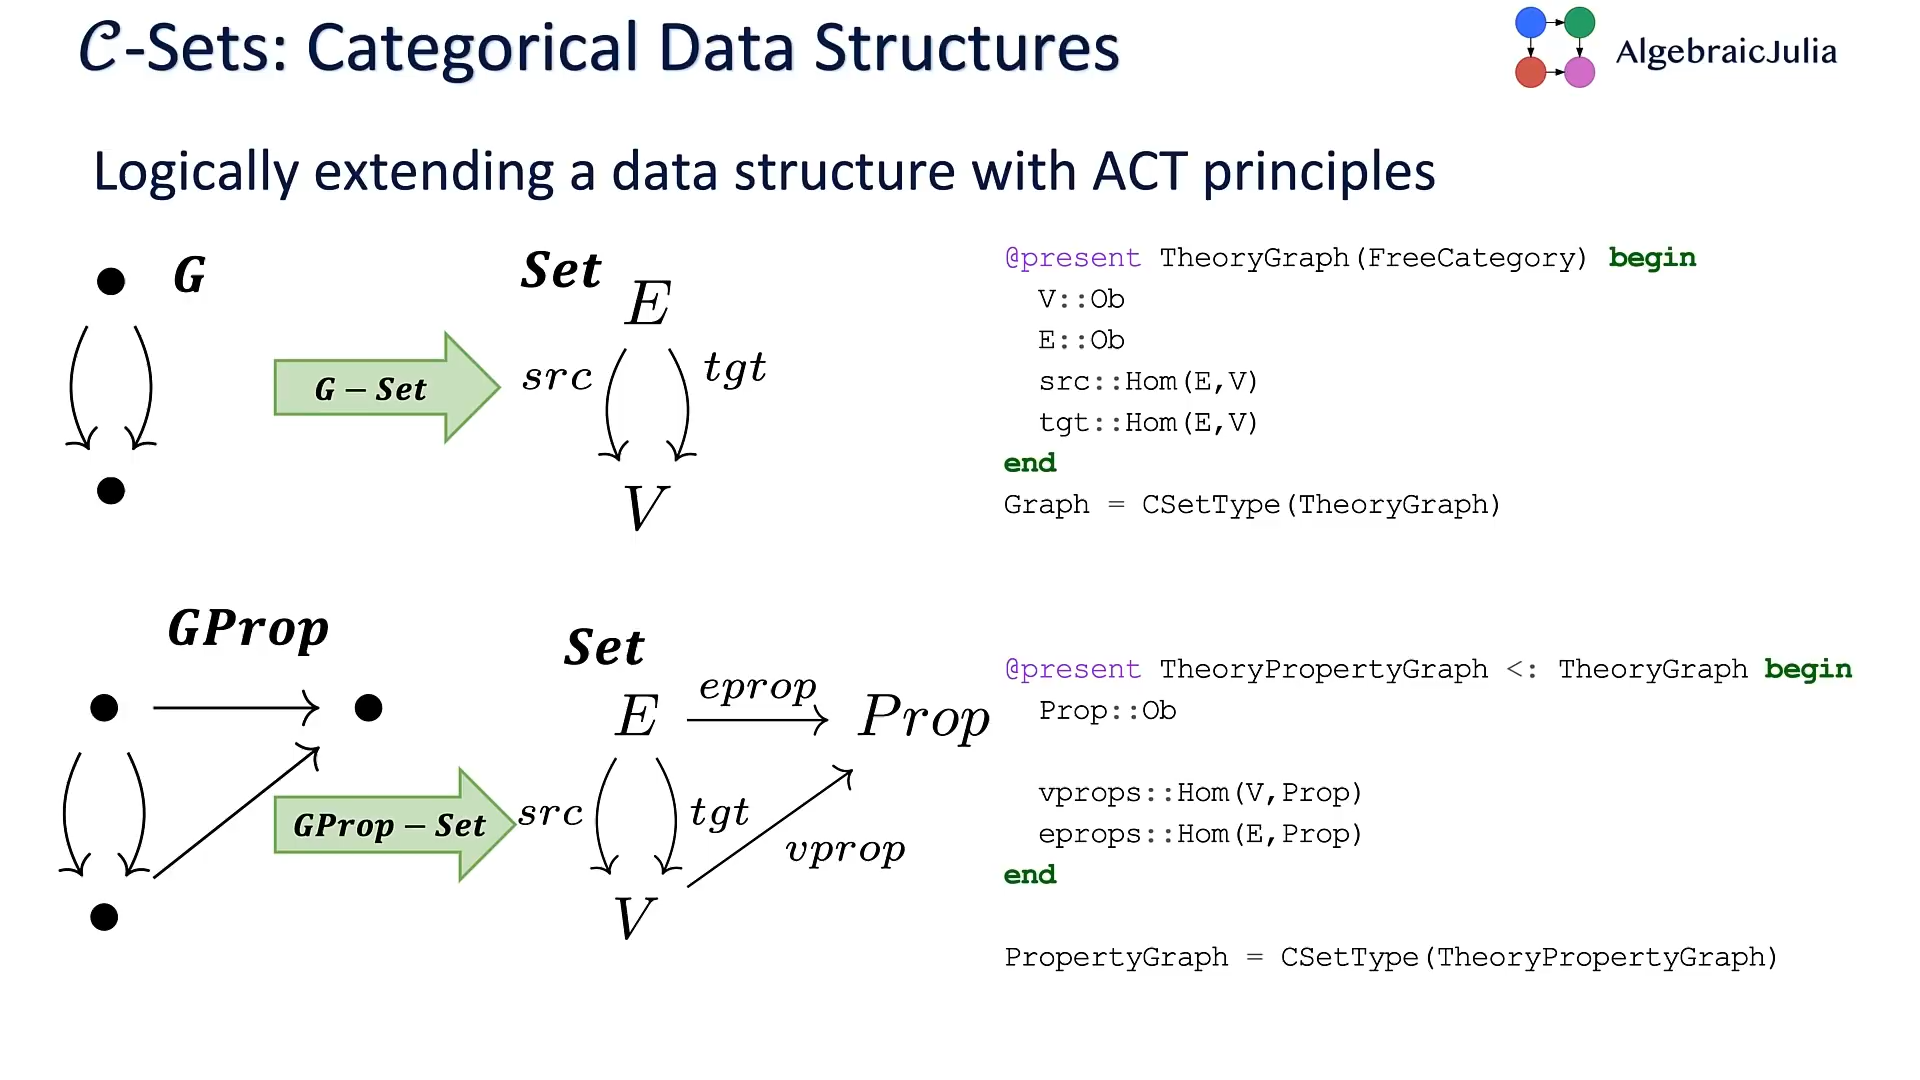 𝒞-Sets: Categorical Data Structures
AlgebraicJulia
Logically extending a data structure with ACT principles
G
G – Set
Set
E
src
tgt
V
@present TheoryGraph(FreeCategory) begin
V::Ob
E::Ob
src::Hom(E,V)
tgt::Hom(E,V)
end
Graph = CSetType(TheoryGraph)
GProp
GProp – Set
Set
E
eprop
Prop
src
tgt
vprop
V
@present TheoryPropertyGraph <: TheoryGraph begin
Prop::Ob
vprops::Hom(V,Prop)
eprops::Hom(E,Prop)
end
PropertyGraph = CSetType(TheoryPropertyGraph)